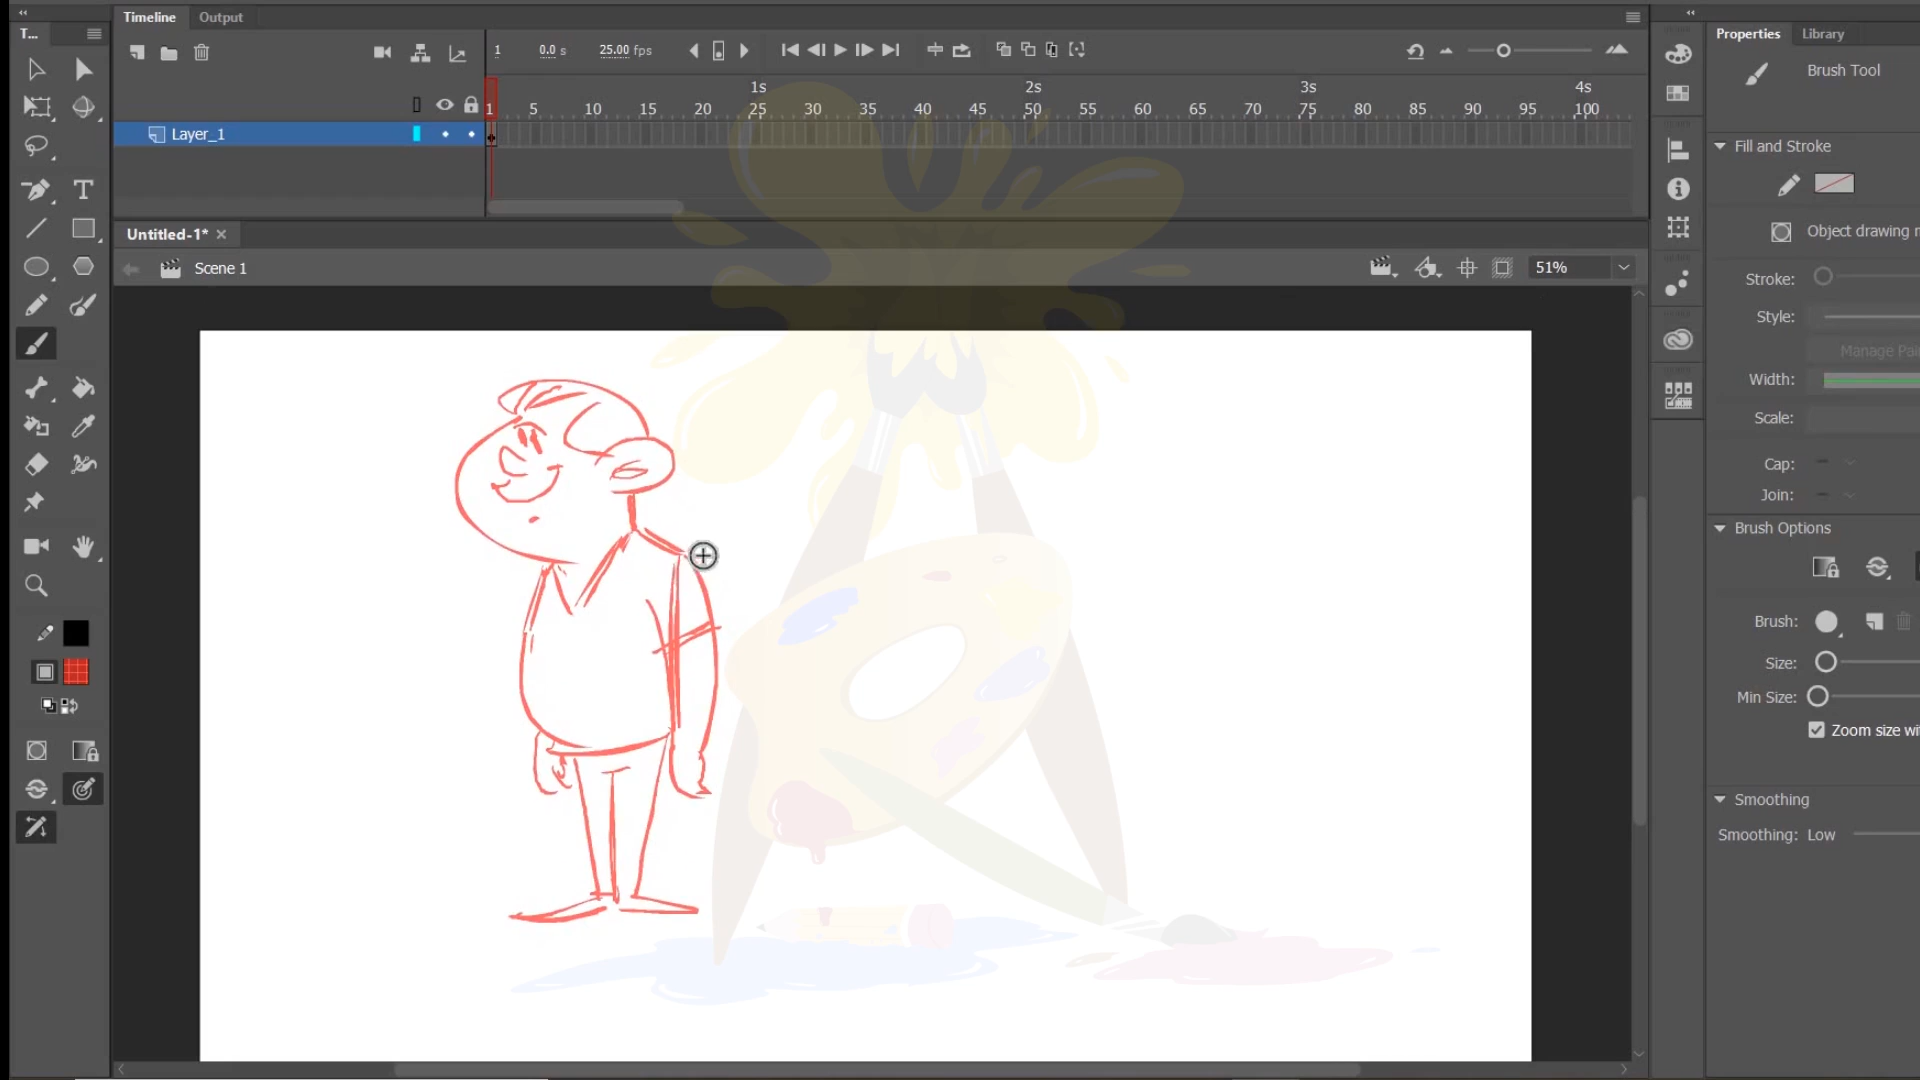 Timeline Output
T...
1 0.0 s 25.00 fps
1s 2s 3s 4s
1 5 10 15 20 25 30 35 40 45 50 55 60 65 70 75 80 85 90 95 100
Layer_1
Untitled-1*
Scene 1
51%
Properties Library
Brush Tool
Fill and Stroke
Object drawing
Stroke:
Style:
Manage
Width:
Scale:
Cap:
Join:
Brush Options
Brush:
Size:
Min Size:
Zoom size
Smoothing
Smoothing: Low